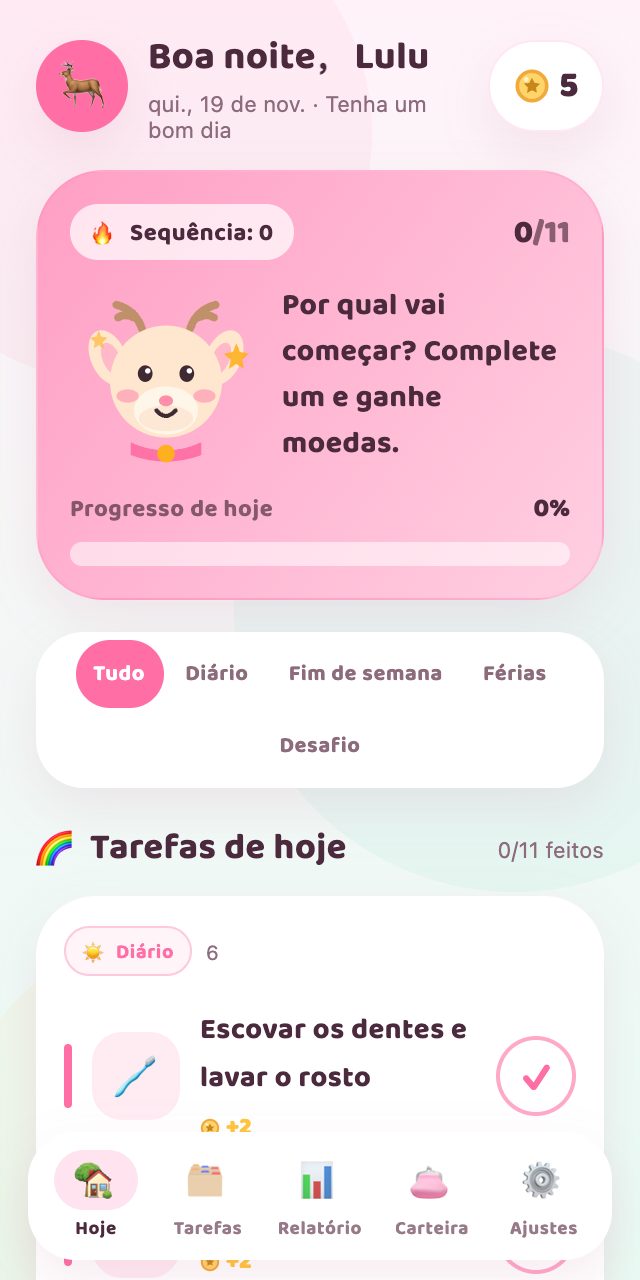 Boa noite,  Lulu
qui., 19 de nov. · Tenha um
bom dia
5
Sequência: 0
0/11
Por qual vai
começar? Complete
um e ganhe
moedas.
Progresso de hoje
0%
Tudo
Diário
Fim de semana
Férias
Desafio
Tarefas de hoje
0/11 feitos
Diário
6
Escovar os dentes e
lavar o rosto
+2
Hoje
Tarefas
Relatório
Carteira
Ajustes
+2